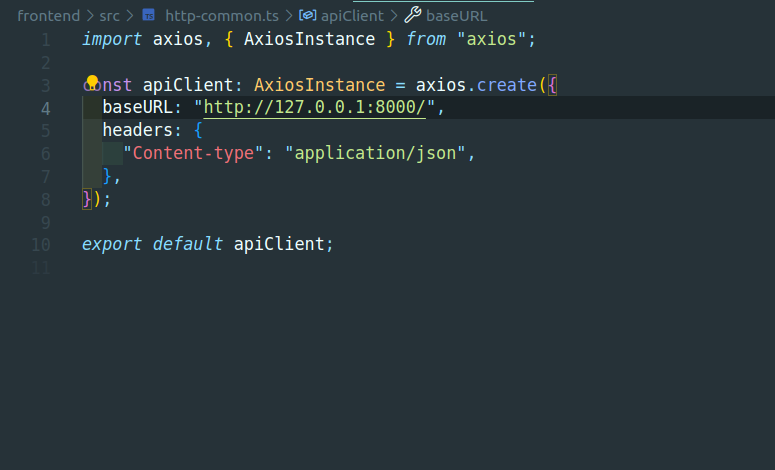 frontend > src > TS http-common.ts > apiClient > baseURL
1 import axios, { AxiosInstance } from "axios";
2
3 const apiClient: AxiosInstance = axios.create({
4 baseURL: "http://127.0.0.1:8000/",
5 headers: {
6 "Content-type": "application/json",
7 },
8 });
9
10 export default apiClient;
11